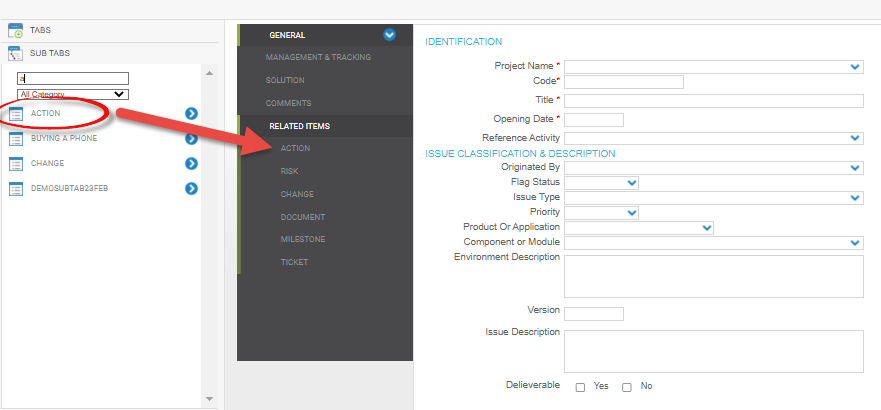 TABS
SUB TABS
a
All Category
ACTION
BUYING A PHONE
CHANGE
DEMOSUBTAB23FEB
GENERAL
MANAGEMENT & TRACKING
SOLUTION
COMMENTS
RELATED ITEMS
ACTION
RISK
CHANGE
DOCUMENT
MILESTONE
TICKET
IDENTIFICATION
Project Name *
Code*
Title *
Opening Date *
Reference Activity
ISSUE CLASSIFICATION & DESCRIPTION
Originated By
Flag Status
Issue Type
Priority
Product Or Application
Component or Module
Environment Description
Version
Issue Description
Delieverable Yes No